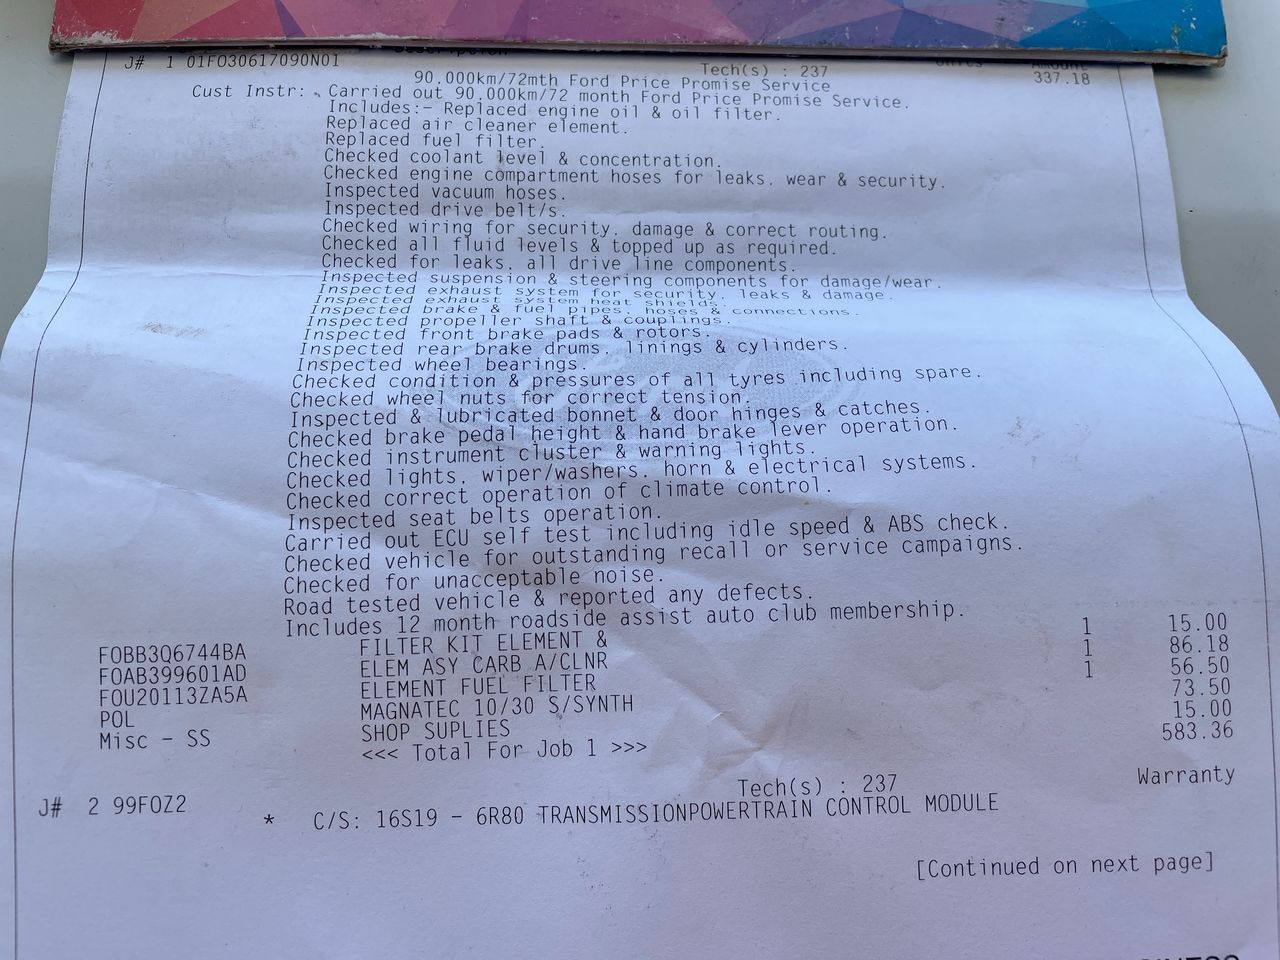 J# 1 01FO30617090N01 Tech(s) : 237 337.18
90.000km/72mth Ford Price Promise Service
Cust Instr: Carried out 90,000km/72 month Ford Price Promise Service.
Includes:- Replaced engine oil & oil filter.
Replaced air cleaner element.
Replaced fuel filter.
Checked coolant level & concentration.
Checked engine compartment hoses for leaks. wear & security.
Inspected vacuum hoses.
Inspected drive belt/s.
Checked wiring for security. damage & correct routing.
Checked all fluid levels & topped up as required.
Checked for leaks. all drive line components.
Inspected suspension & steering components for damage/wear.
Inspected exhaust system for security. leaks & damage.
Inspected exhaust system heat shields.
Inspected brake & fuel pipes. hoses & connections.
Inspected propeller shaft & couplings.
Inspected front brake pads & rotors.
Inspected rear brake drums. linings & cylinders.
Inspected wheel bearings.
Checked condition & pressures of all tyres including spare.
Checked wheel nuts for correct tension.
Inspected & lubricated bonnet & door hinges & catches.
Checked brake pedal height & hand brake lever operation.
Checked instrument cluster & warning lights.
Checked lights. wiper/washers. horn & electrical systems.
Checked correct operation of climate control.
Inspected seat belts operation.
Carried out ECU self test including idle speed & ABS check.
Checked vehicle for outstanding recall or service campaigns.
Checked for unacceptable noise.
Road tested vehicle & reported any defects.
Includes 12 month roadside assist auto club membership.
FOBB3Q6744BA FILTER KIT ELEMENT & 1 15.00
FOAB399601AD ELEM ASY CARB A/CLNR 1 86.18
FOU20113ZA5A ELEMENT FUEL FILTER 1 56.50
POL MAGNATEC 10/30 S/SYNTH 73.50
Misc - SS SHOP SUPLIES 15.00
<<< Total For Job 1 >>> 583.36
J# 2 99FOZ2 Tech(s) : 237 Warranty
* C/S: 16S19 - 6R80 TRANSMISSIONPOWERTRAIN CONTROL MODULE
[Continued on next page]